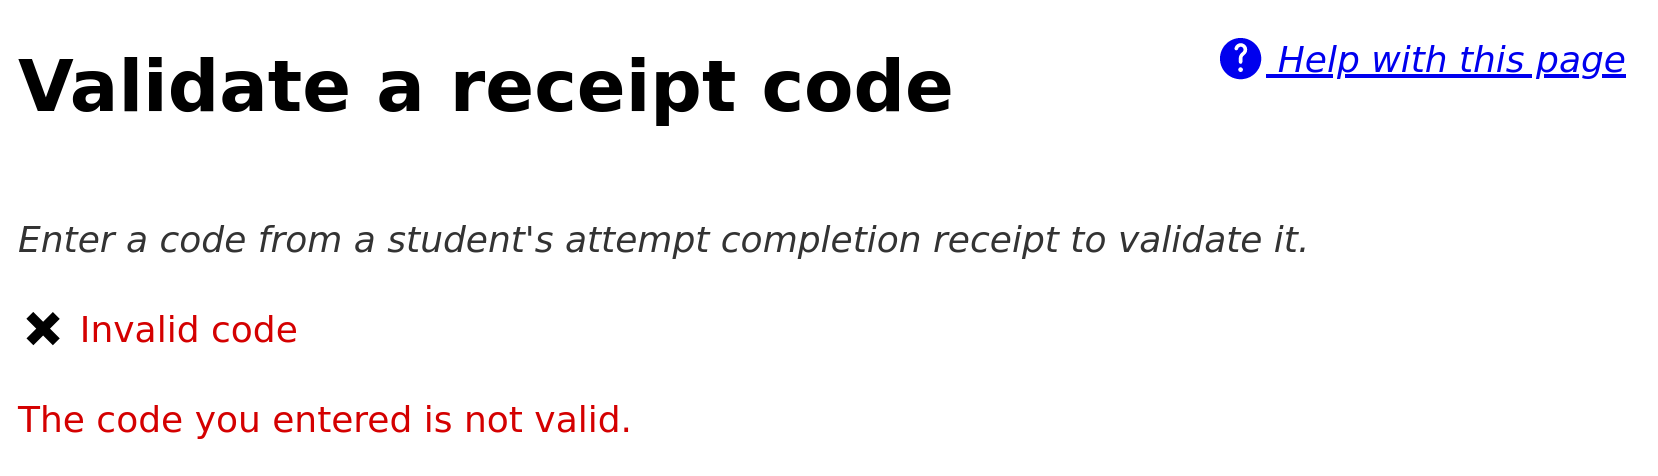 Validate a receipt code
Help with this page
Enter a code from a student's attempt completion receipt to validate it.
Invalid code
The code you entered is not valid.